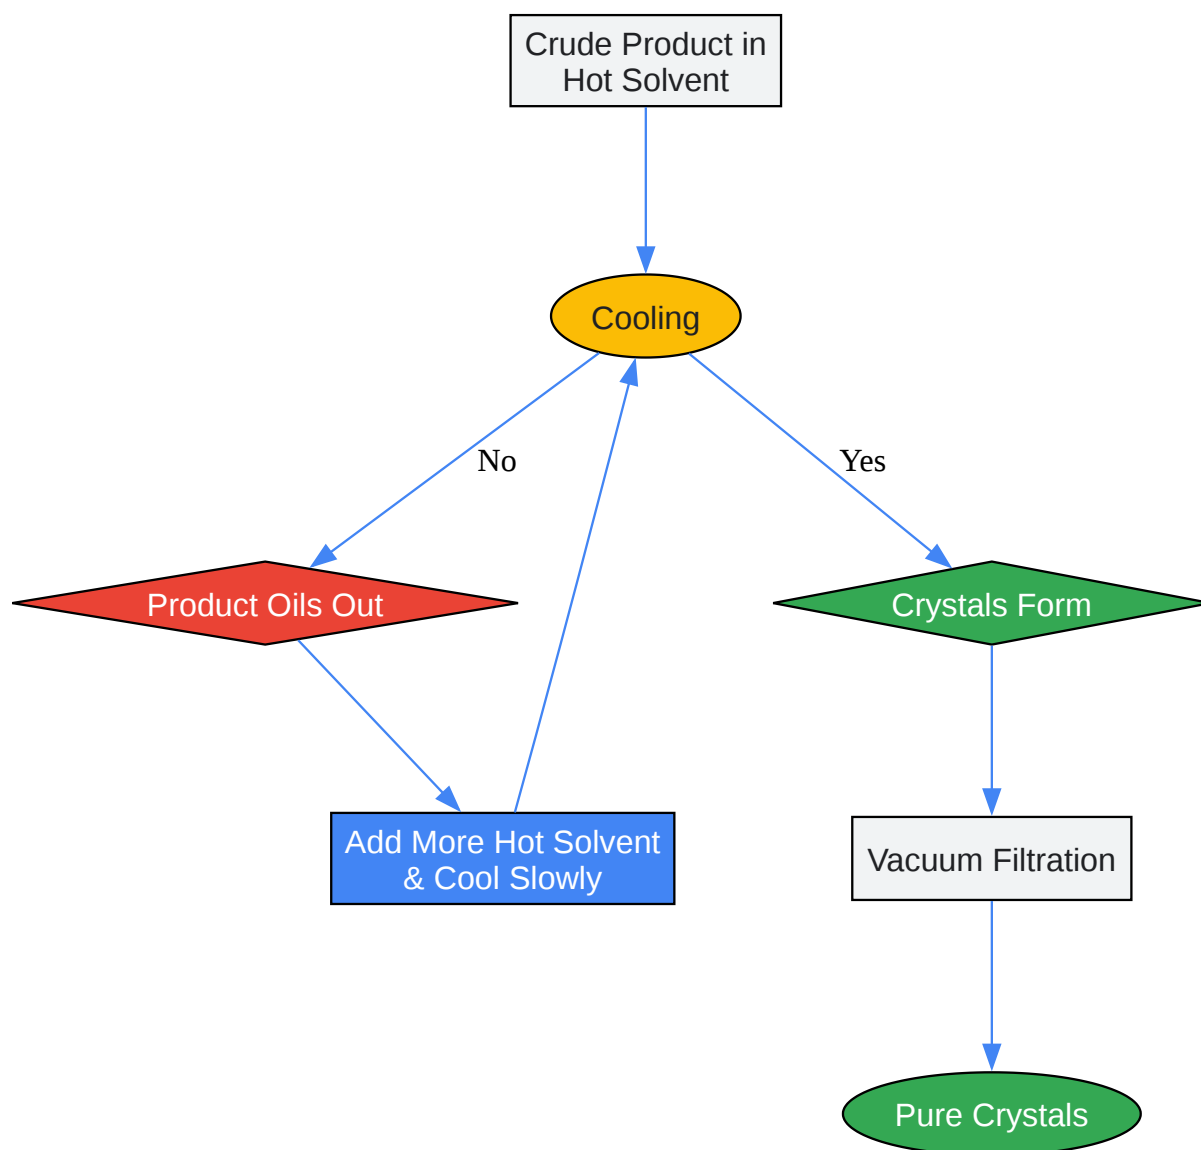 Crude Product in
Hot Solvent
Cooling
No
Yes
Product Oils Out
Crystals Form
Add More Hot Solvent
& Cool Slowly
Vacuum Filtration
Pure Crystals